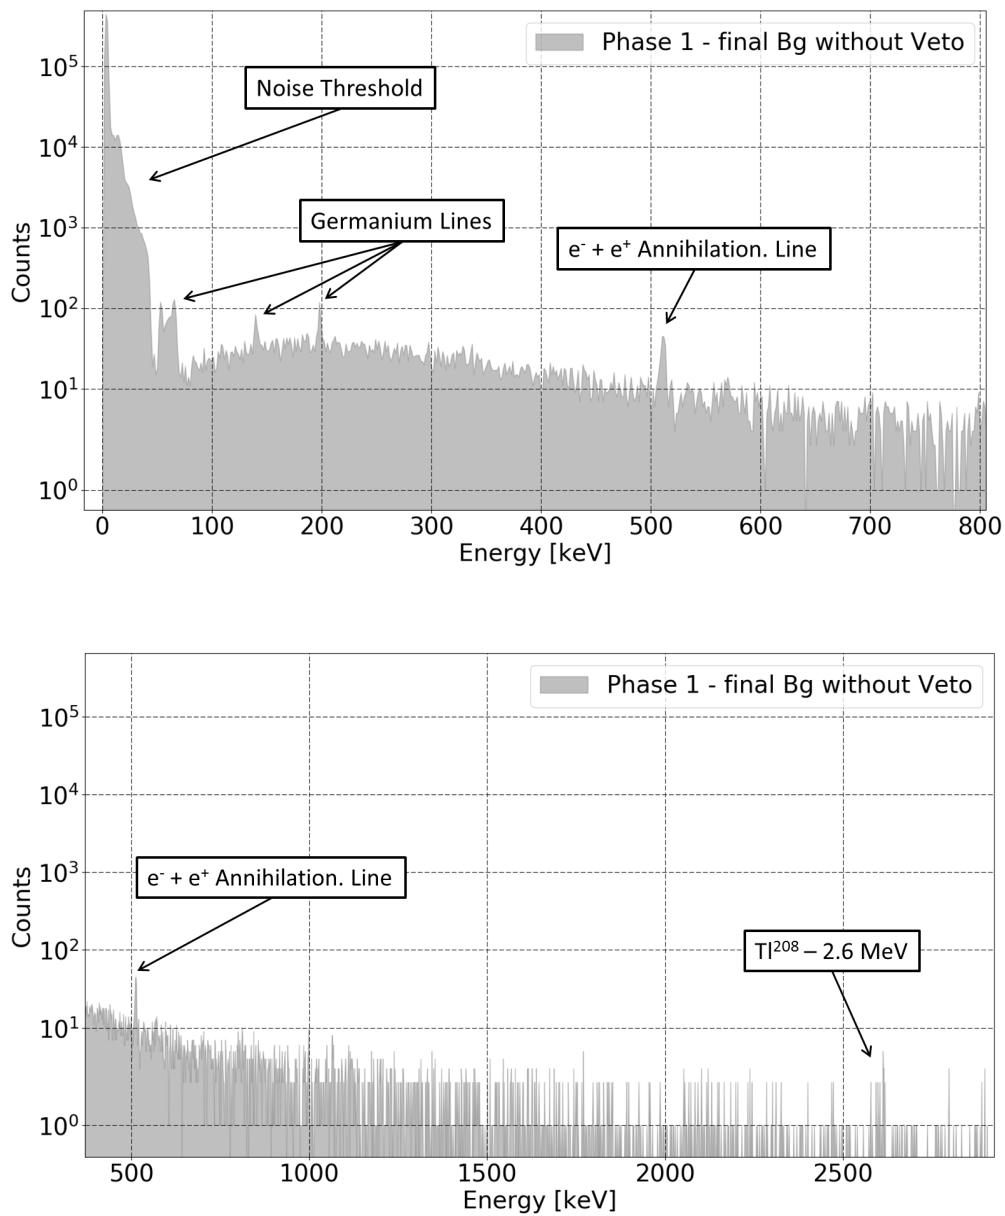 Phase 1 - final Bg without Veto
10⁵
Noise Threshold
10⁴
Germanium Lines
10³
e⁻ + e⁺ Annihilation. Line
10²
10¹
10⁰
Counts
0 100 200 300 400 500 600 700 800
Energy [keV]
Phase 1 - final Bg without Veto
10⁵
10⁴
10³
e⁻ + e⁺ Annihilation. Line
10²
Tl²⁰⁸ – 2.6 MeV
10¹
10⁰
Counts
500 1000 1500 2000 2500
Energy [keV]